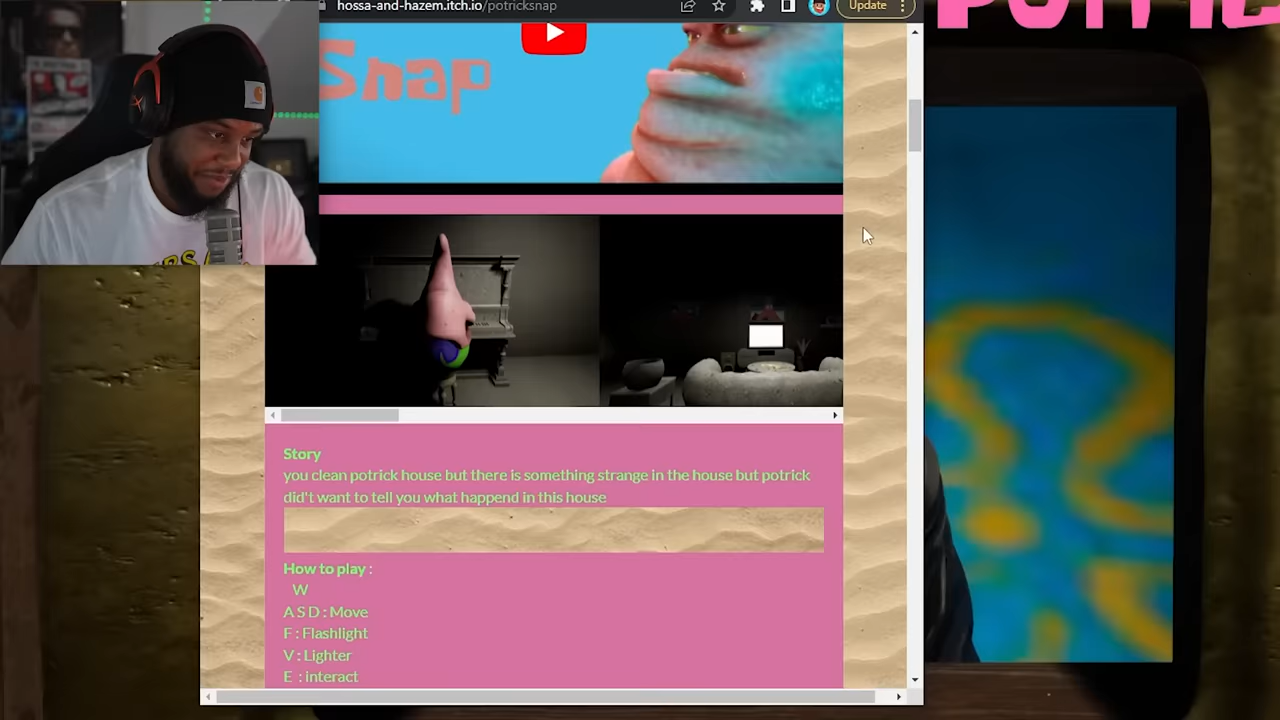 hossa-and-hazem.itch.io/potricksnap
Update
Snap
Story
you clean potrick house but there is something strange in the house but potrick
did't want to tell you what happend in this house
How to play :
W
A S D : Move
F : Flashlight
V : Lighter
E : interact